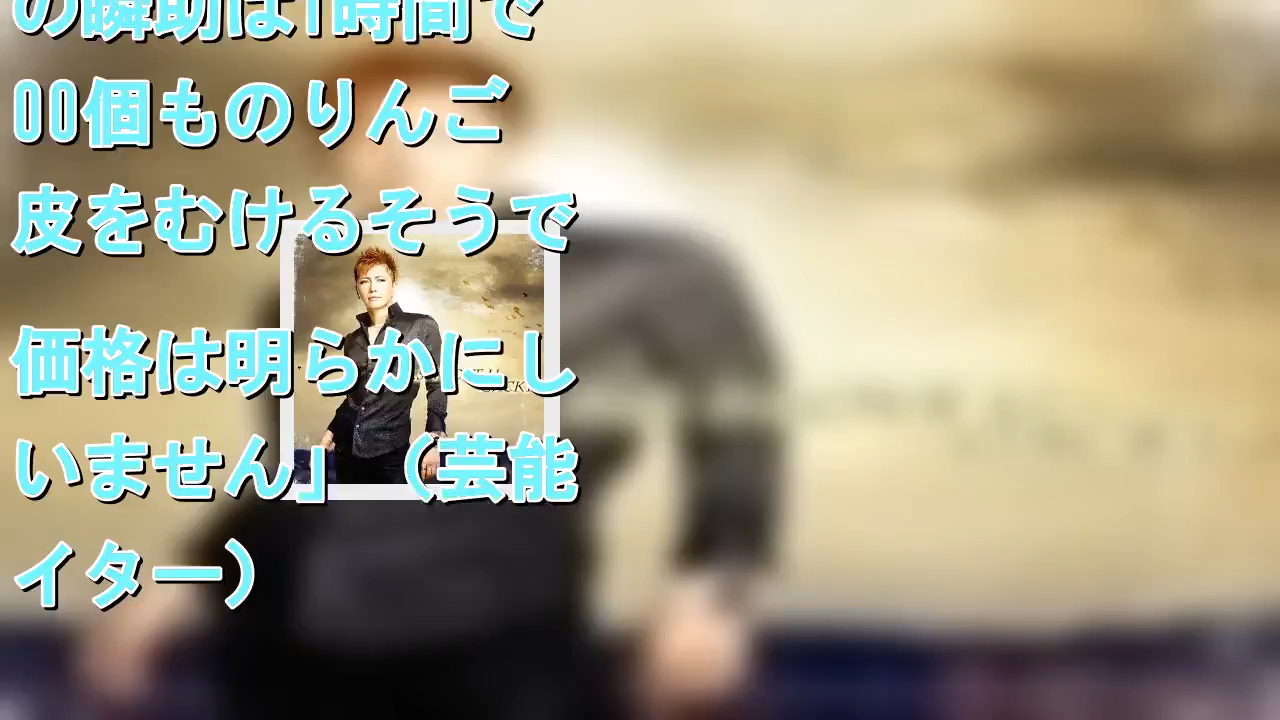 の瞬助は1時間で
00個ものりんご
皮をむけるそうで
価格は明らかにし
いません」（芸能
イター）